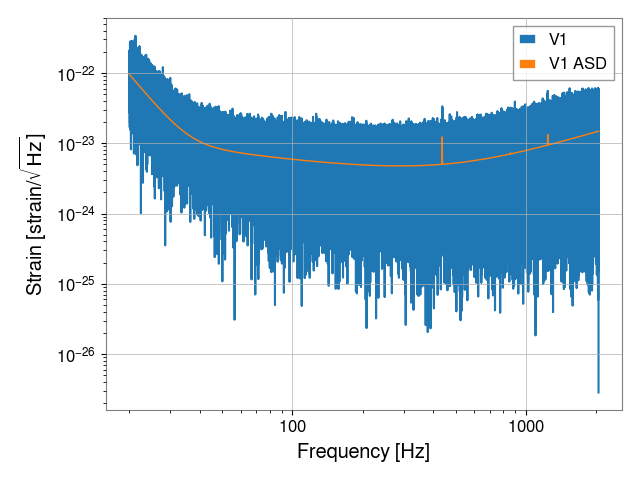 V1
V1 ASD
10⁻²²
10⁻²³
10⁻²⁴
10⁻²⁵
10⁻²⁶
Strain [strain/√Hz]
100
1000
Frequency [Hz]